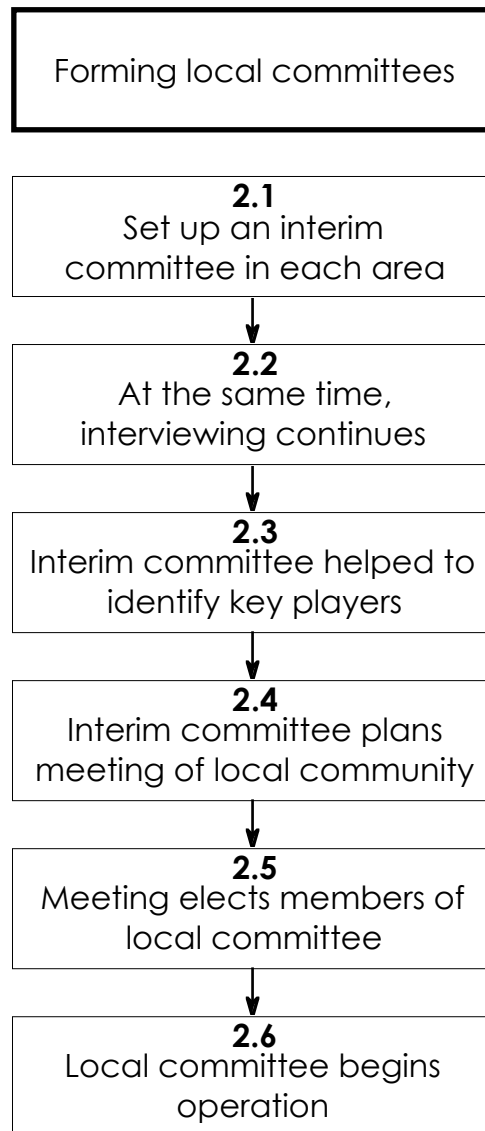 Forming local committees
2.1
Set up an interim
committee in each area
2.2
At the same time,
interviewing continues
2.3
Interim committee helped to
identify key players
2.4
Interim committee plans
meeting of local community
2.5
Meeting elects members of
local committee
2.6
Local committee begins
operation